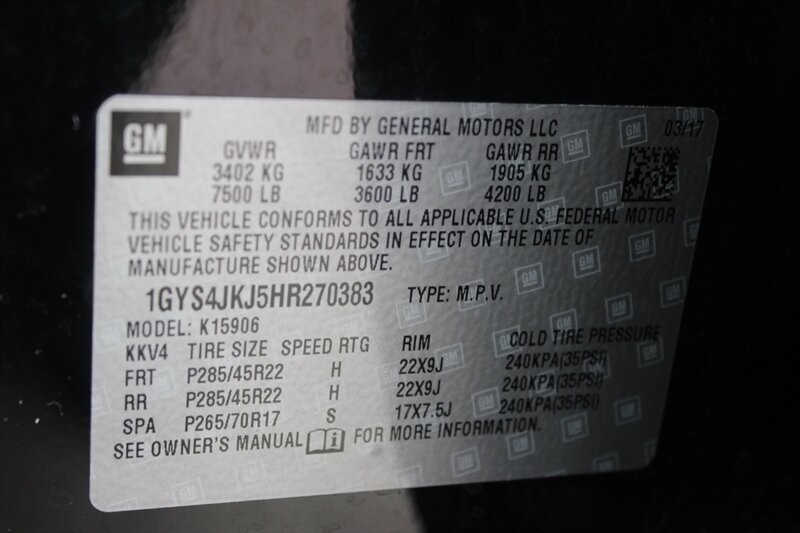 GM
MFD BY GENERAL MOTORS LLC 03/17
GVWR GAWR FRT GAWR RR
3402 KG 1633 KG 1905 KG
7500 LB 3600 LB 4200 LB
THIS VEHICLE CONFORMS TO ALL APPLICABLE U.S. FEDERAL MOTOR
VEHICLE SAFETY STANDARDS IN EFFECT ON THE DATE OF
MANUFACTURE SHOWN ABOVE.
1GYS4JKJ5HR270383 TYPE: M.P.V.
MODEL: K15906
KKV4 TIRE SIZE SPEED RTG RIM COLD TIRE PRESSURE
FRT P285/45R22 H 22X9J 240KPA(35PSI)
RR P285/45R22 H 22X9J 240KPA(35PSI)
SPA P265/70R17 S 17X7.5J 240KPA(35PSI)
SEE OWNER'S MANUAL FOR MORE INFORMATION.